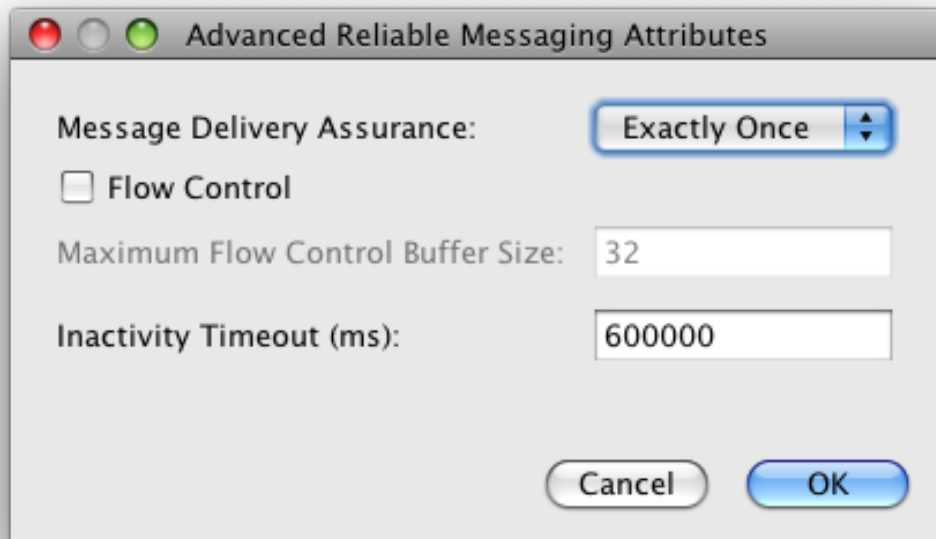 Advanced Reliable Messaging Attributes
Message Delivery Assurance: Exactly Once
Flow Control
Maximum Flow Control Buffer Size: 32
Inactivity Timeout (ms): 600000
Cancel OK